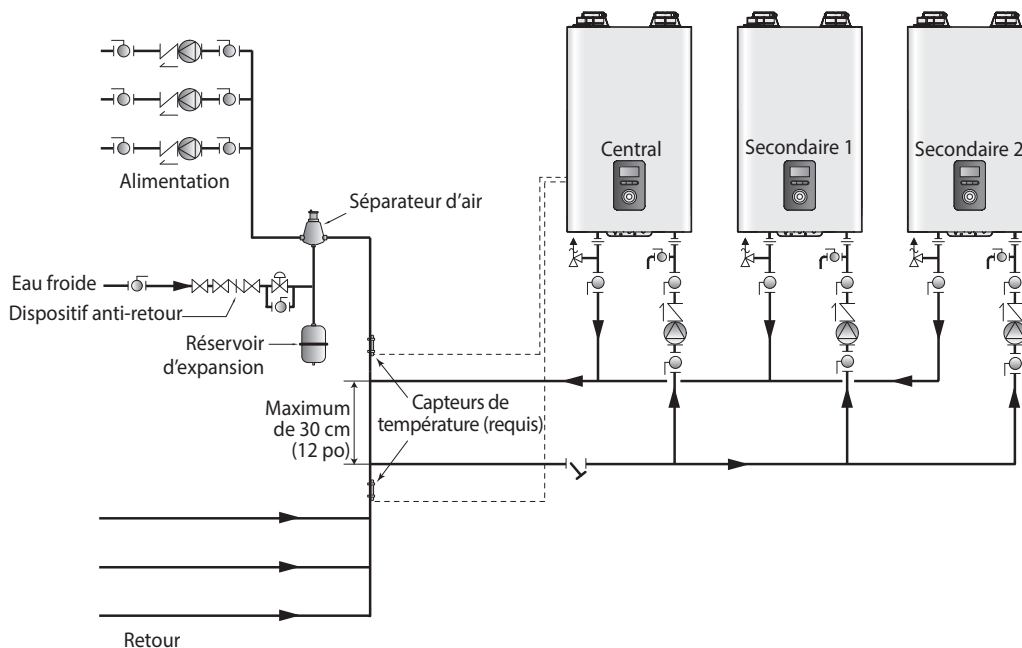 Central
Secondaire 1
Secondaire 2
Alimentation
Séparateur d'air
Eau froide
Dispositif anti-retour
Réservoir
d'expansion
Maximum
de 30 cm
(12 po)
Capteurs de
température (requis)
Retour